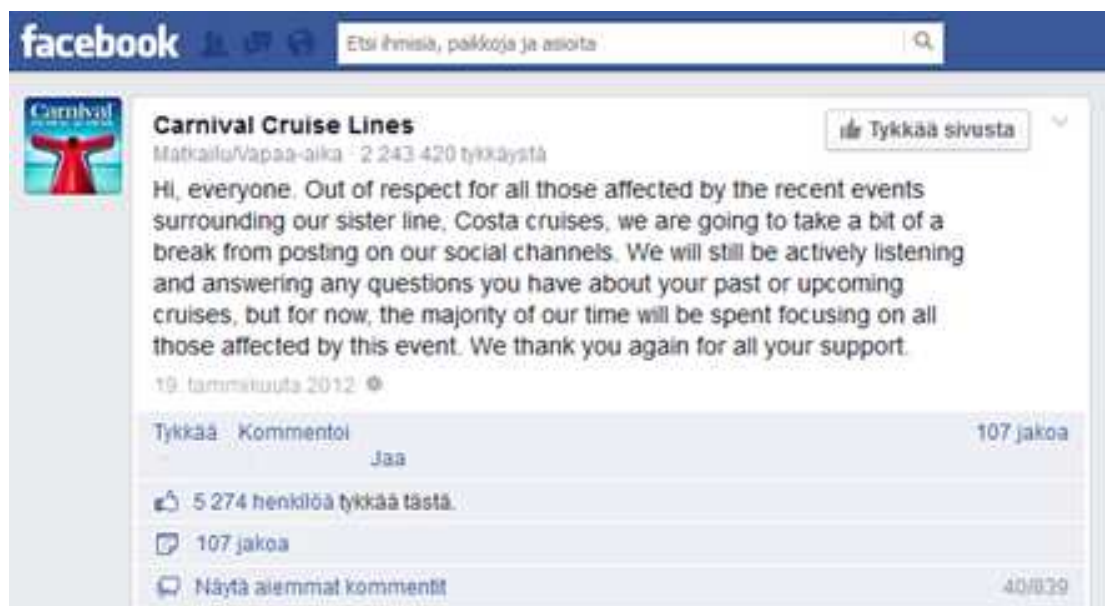 facebook
Etsi ihmisiä, paikkoja ja asioita
Carnival
Carnival Cruise Lines
Tykkää sivusta
Matkailu/Vapaa-aika · 2 243 420 tykkäystä
Hi, everyone. Out of respect for all those affected by the recent events
surrounding our sister line, Costa cruises, we are going to take a bit of a
break from posting on our social channels. We will still be actively listening
and answering any questions you have about your past or upcoming
cruises, but for now, the majority of our time will be spent focusing on all
those affected by this event. We thank you again for all your support.
19. tammikuuta 2012
Tykkää Kommentoi 107 jakoa
Jaa
5 274 henkilöä tykkää tästä.
107 jakoa
Näytä aiemmat kommentit 40/839